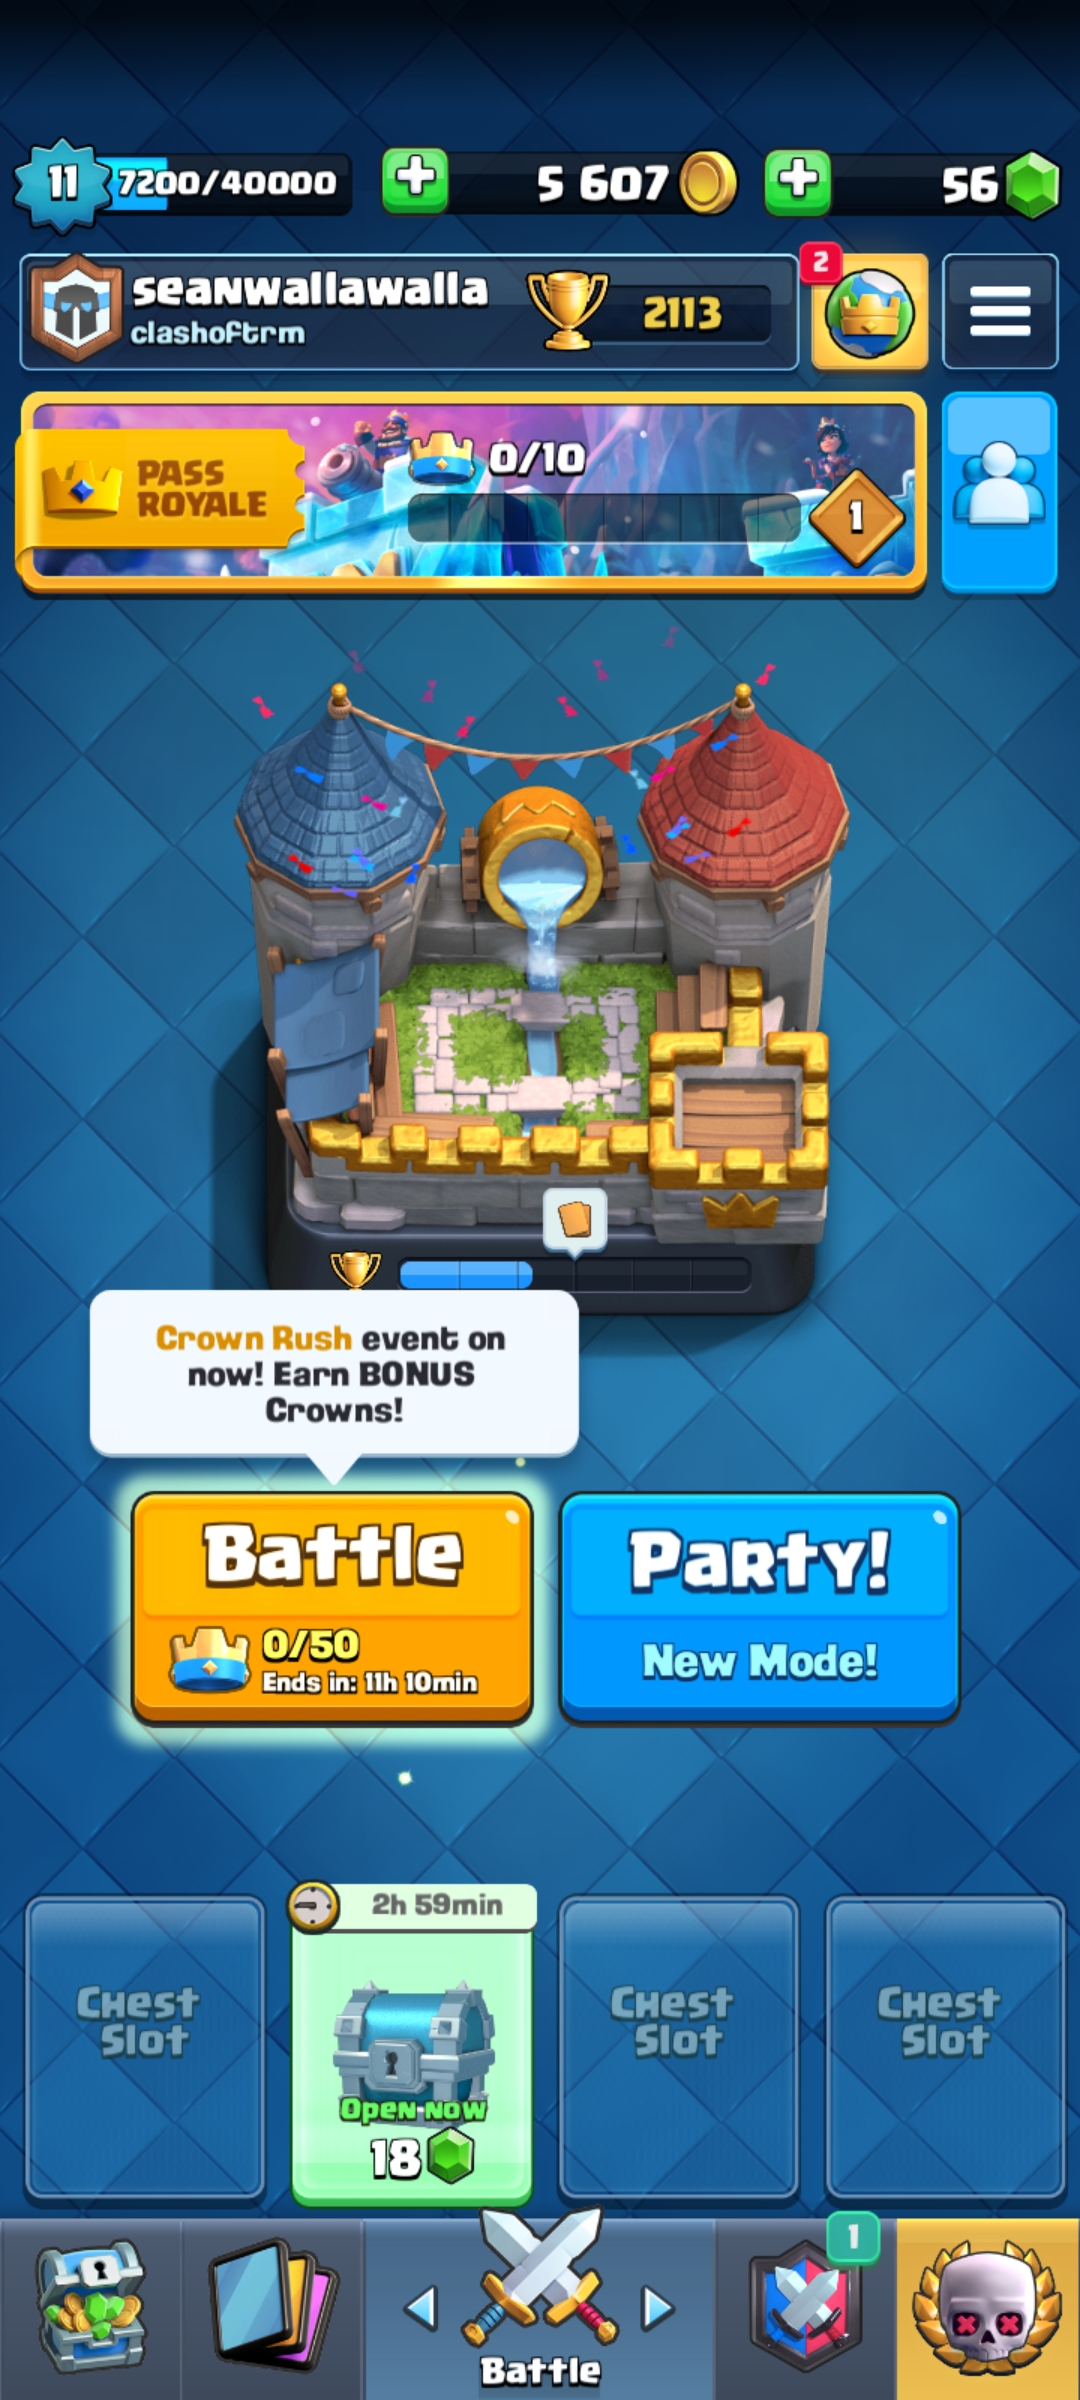 11
7200/40000
5 607
56
seanwallawalla
clashoftrm
2113
2
PASS
ROYALE
0/10
1
Crown Rush event on
now! Earn BONUS
Crowns!
Battle
0/50
Ends in: 11h 10min
Party!
New Mode!
Chest
Slot
2h 59min
Open now
18
Chest
Slot
Chest
Slot
1
Battle